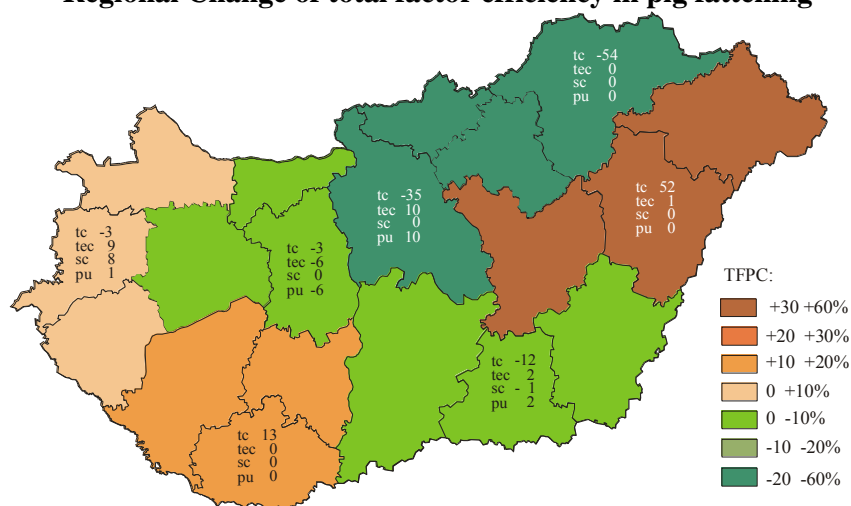 Regional Change of total factor efficiency in pig fattening
tc -54
tec 0
sc 0
pu 0
tc -35
tec 10
sc 0
pu 10
tc 52
tec 1
sc 0
pu 0
tc -3
tec 9
sc 8
pu 1
tc -3
tec -6
sc 0
pu -6
tc -12
tec 2
sc - 1
pu 2
tc 13
tec 0
sc 0
pu 0
TFPC:
+30 +60%
+20 +30%
+10 +20%
0 +10%
0 -10%
-10 -20%
-20 -60%